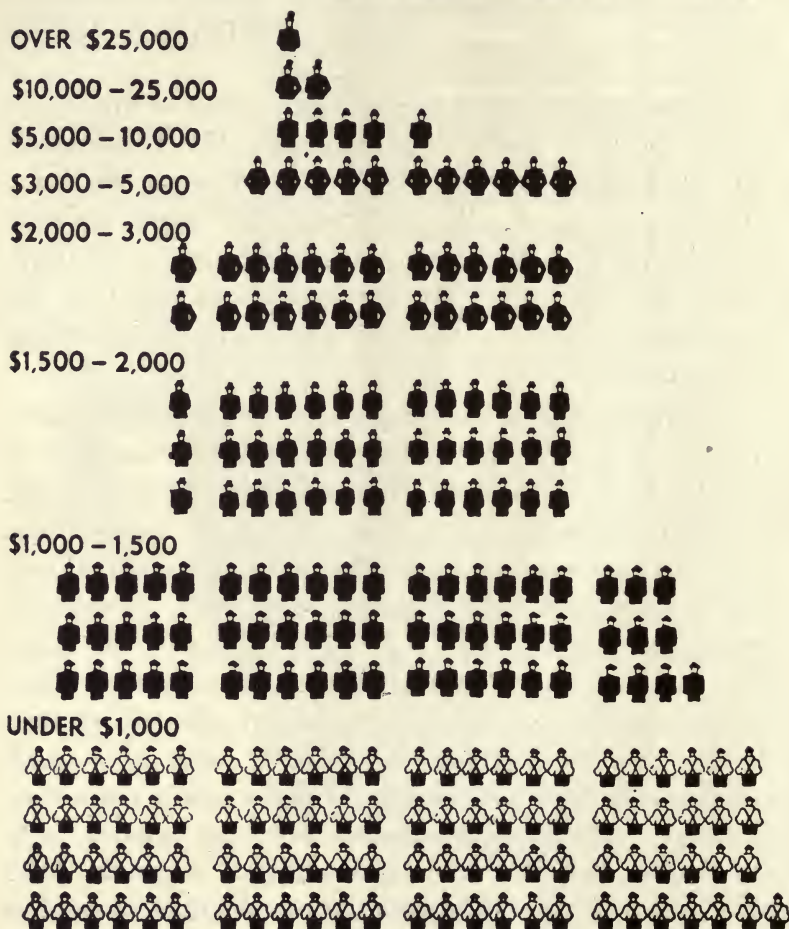 OVER $25,000
$10,000 – 25,000
$5,000 – 10,000
$3,000 – 5,000
$2,000 – 3,000
$1,500 – 2,000
$1,000 – 1,500
UNDER $1,000